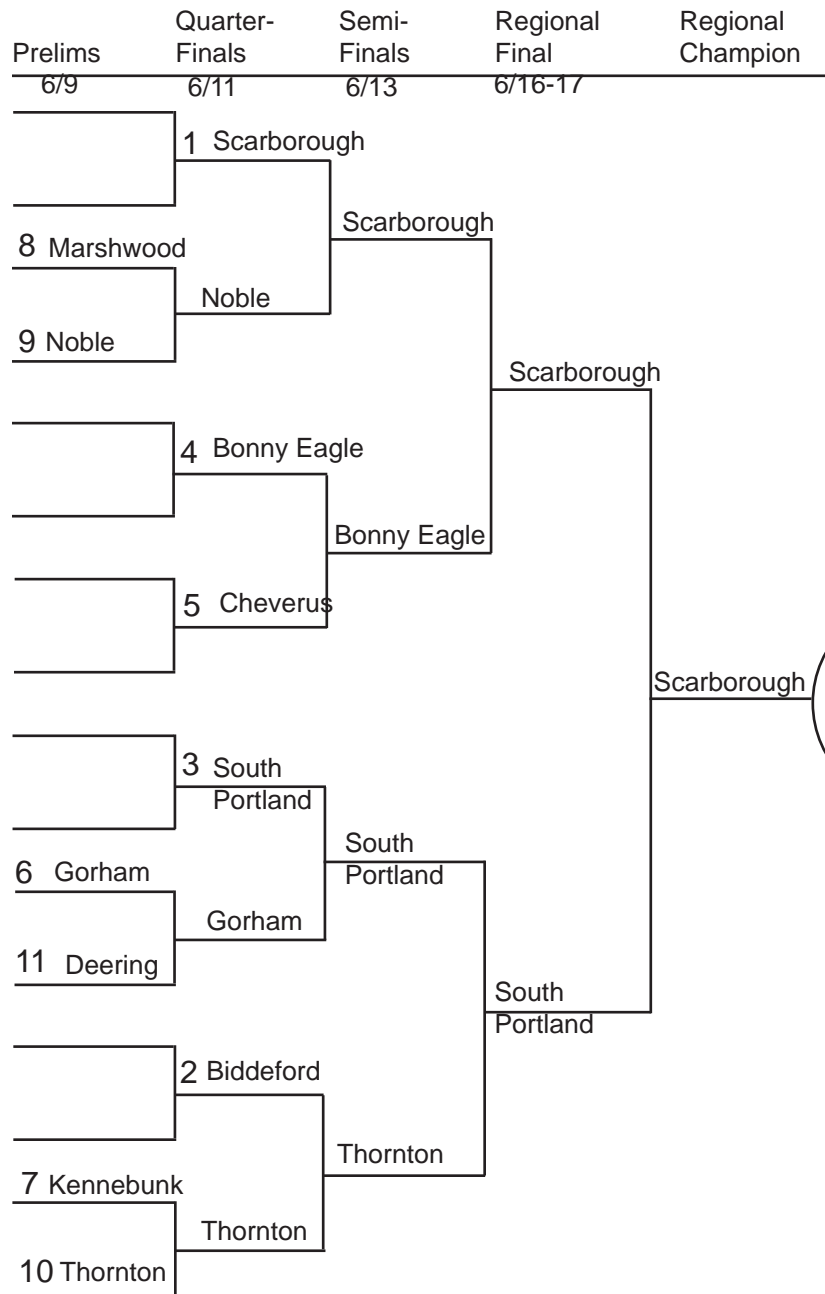 Prelims
6/9
Quarter-
Finals
6/11
Semi-
Finals
6/13
Regional
Final
6/16-17
Regional
Champion
1 Scarborough
Scarborough
8 Marshwood
Noble
9 Noble
Scarborough
4 Bonny Eagle
Bonny Eagle
5 Cheverus
Scarborough
3 South
Portland
South
Portland
6 Gorham
Gorham
11 Deering
South
Portland
2 Biddeford
Thornton
7 Kennebunk
Thornton
10 Thornton